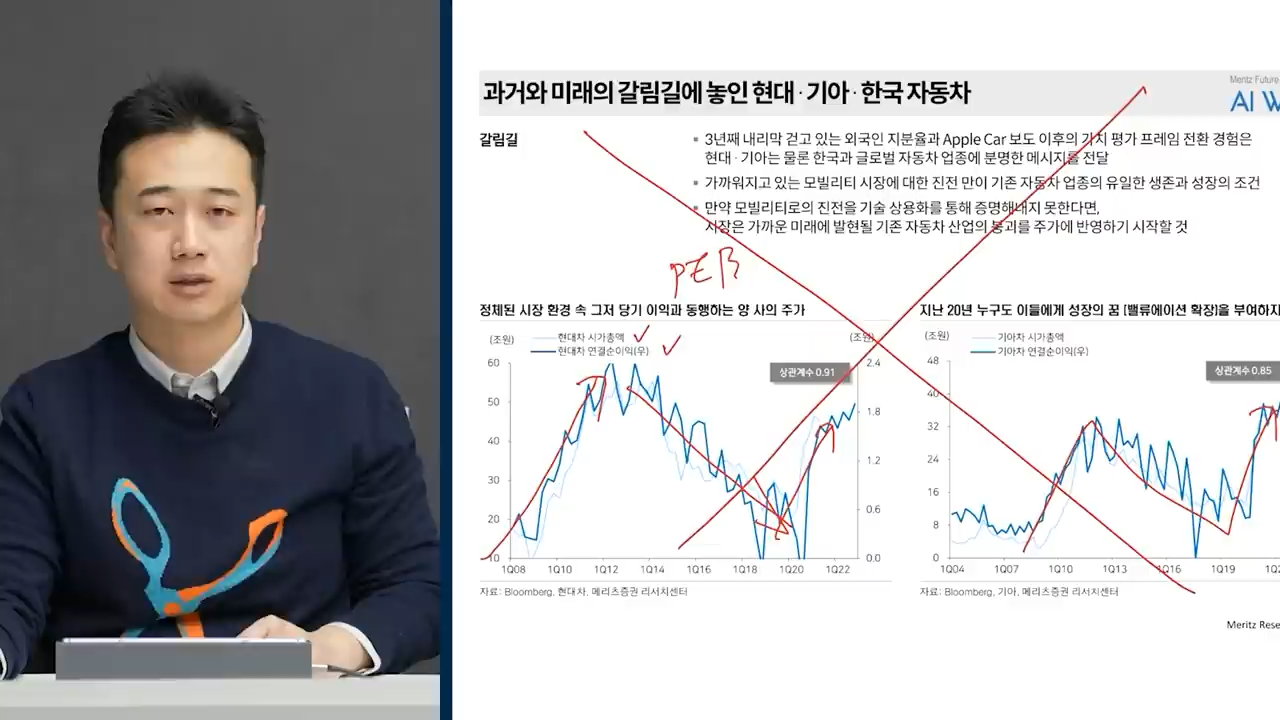 Meritz Future
AI W
과거와 미래의 갈림길에 놓인 현대 · 기아 · 한국 자동차
갈림길
▪ 3년째 내리막 걷고 있는 외국인 지분율과 Apple Car 보도 이후의 가치 평가 프레임 전환 경험은
현대 · 기아는 물론 한국과 글로벌 자동차 업종에 분명한 메시지를 전달
▪ 가까워지고 있는 모빌리티 시장에 대한 진전 만이 기존 자동차 업종의 유일한 생존과 성장의 조건
▪ 만약 모빌리티로의 진전을 기술 상용화를 통해 증명해내지 못한다면,
시장은 가까운 미래에 발현될 기존 자동차 산업의 붕괴를 주가에 반영하기 시작할 것
정체된 시장 환경 속 그저 당기 이익과 동행하는 양 사의 주가
(조원)
현대차 시가총액
현대차 연결순이익(우)
(조원)
상관계수 0.91
60
50
40
30
20
10
2.4
1.8
1.2
0.6
0.0
1Q08 1Q10 1Q12 1Q14 1Q16 1Q18 1Q20 1Q22
자료: Bloomberg, 현대차, 메리츠증권 리서치센터
지난 20년 누구도 이들에게 성장의 꿈 (밸류에이션 확장)을 부여하지
(조원)
기아차 시가총액
기아차 연결순이익(우)
상관계수 0.85
48
40
32
24
16
8
0
1Q04 1Q07 1Q10 1Q13 1Q16 1Q19 1Q2
자료: Bloomberg, 기아, 메리츠증권 리서치센터
Meritz Rese